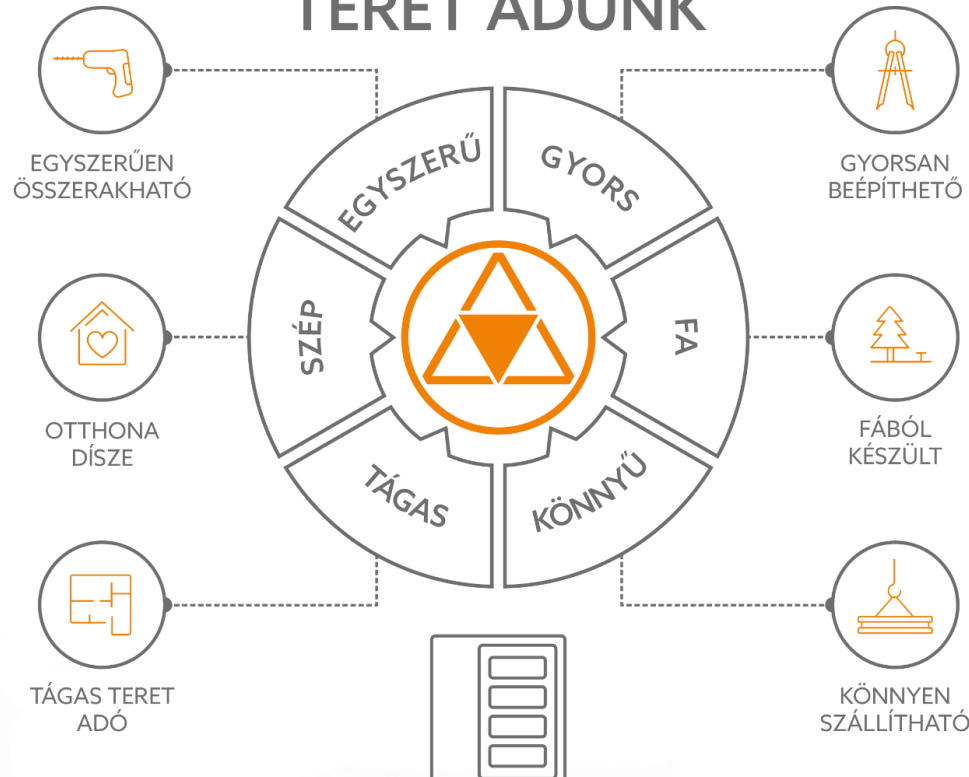 TERET ADUNK
EGYSZERŰEN
ÖSSZERAKHATÓ
GYORSAN
BEÉPÍTHETŐ
EGYSZERŰ
GYORS
SZÉP
FA
TÁGAS
KÖNNYŰ
OTTHONA
DÍSZE
FÁBÓL
KÉSZÜLT
TÁGAS TERET
ADÓ
KÖNNYEN
SZÁLLÍTHATÓ